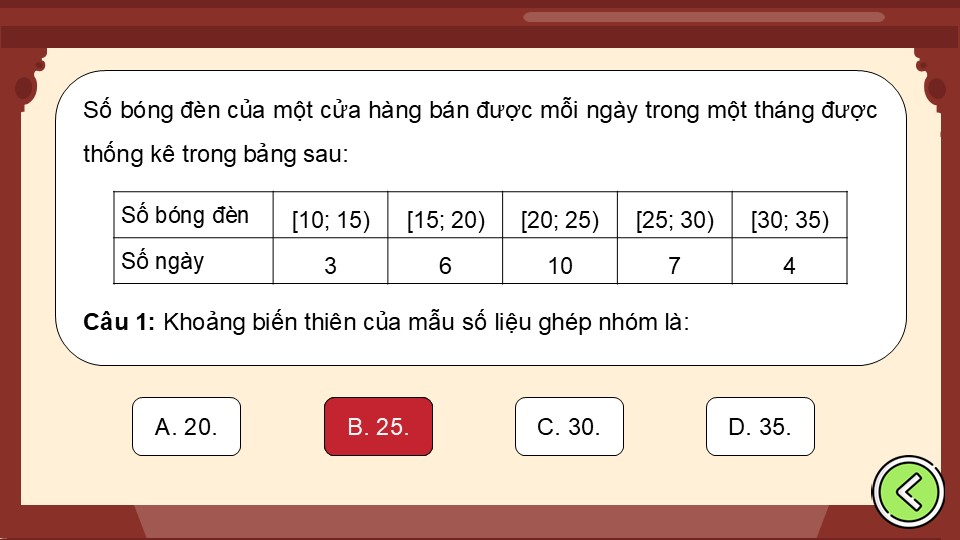 Số bóng đèn của một cửa hàng bán được mỗi ngày trong một tháng được
thống kê trong bảng sau:
Số bóng đèn [10; 15) [15; 20) [20; 25) [25; 30) [30; 35)
Số ngày 3 6 10 7 4
Câu 1: Khoảng biến thiên của mẫu số liệu ghép nhóm là:
A. 20. B. 25. C. 30. D. 35.